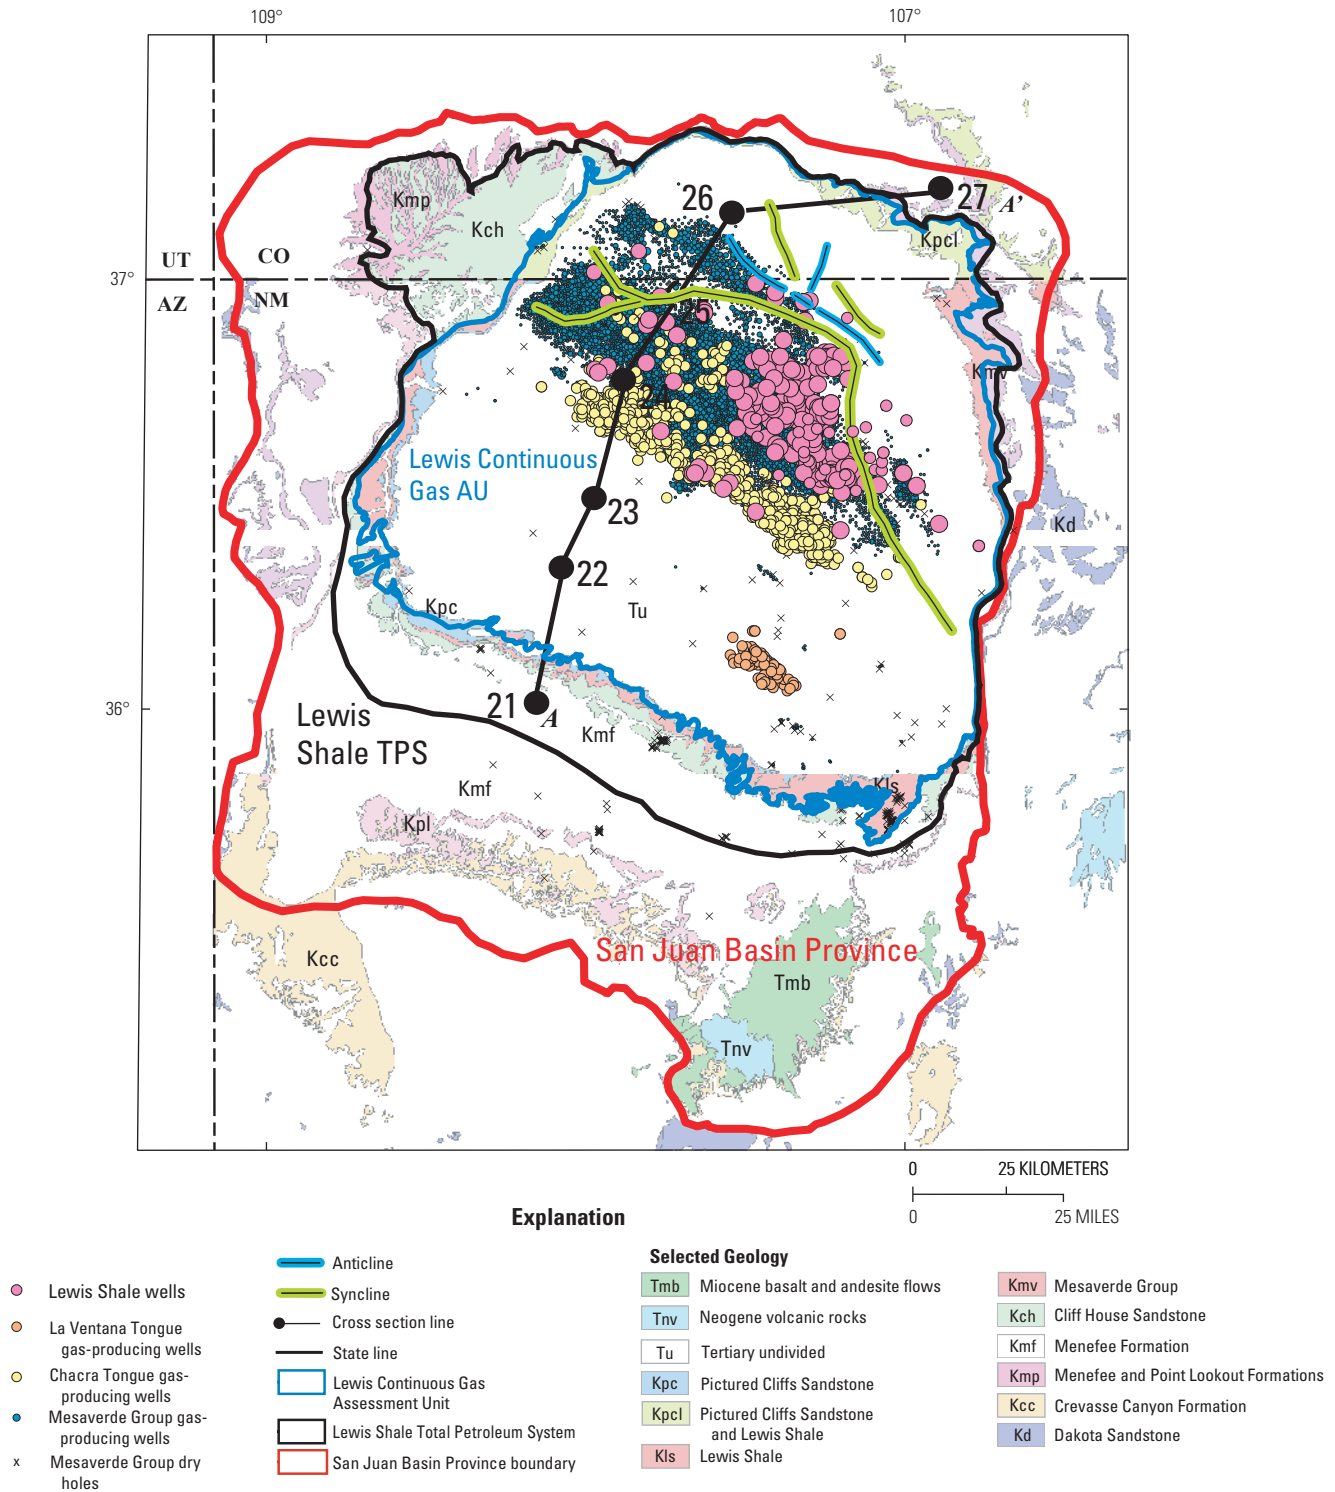 109°
107°
26
27
A'
Kmp
Kch
Kpcl
UT
CO
37°
AZ
NM
25
Kmv
24
Lewis Continuous
Gas AU
23
Kd
22
Kpc
Tu
21
A
36°
Lewis
Shale TPS
Kmf
Kmf
Kls
Kpl
San Juan Basin Province
Kcc
Tmb
Tnv
0
25 KILOMETERS
0
25 MILES
Explanation
Lewis Shale wells
La Ventana Tongue
gas-producing wells
Chacra Tongue gas-
producing wells
Mesaverde Group gas-
producing wells
x
Mesaverde Group dry
holes
Anticline
Syncline
Cross section line
State line
Lewis Continuous Gas
Assessment Unit
Lewis Shale Total Petroleum System
San Juan Basin Province boundary
Selected Geology
Tmb Miocene basalt and andesite flows
Tnv Neogene volcanic rocks
Tu Tertiary undivided
Kpc Pictured Cliffs Sandstone
Kpcl Pictured Cliffs Sandstone
and Lewis Shale
Kls Lewis Shale
Kmv Mesaverde Group
Kch Cliff House Sandstone
Kmf Menefee Formation
Kmp Menefee and Point Lookout Formations
Kcc Crevasse Canyon Formation
Kd Dakota Sandstone